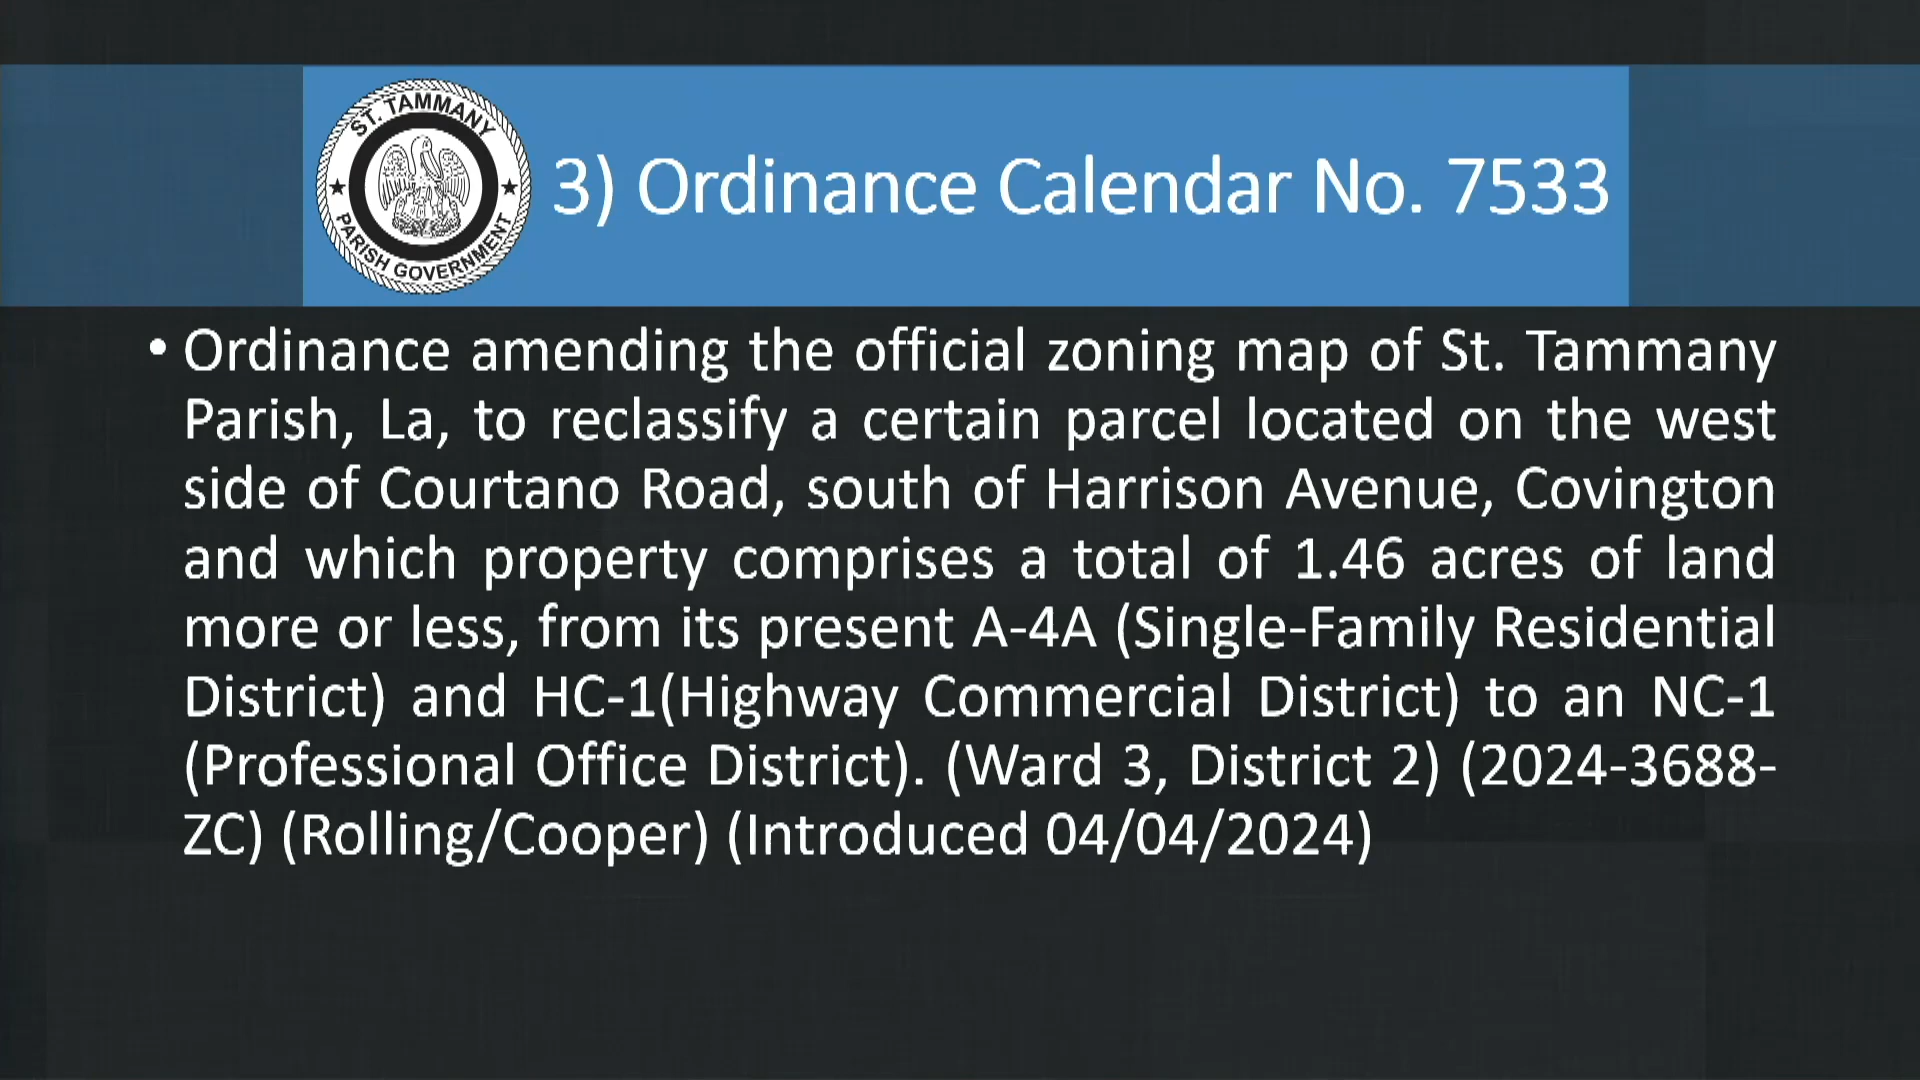 ST. TAMMANY
PARISH GOVERNMENT
3) Ordinance Calendar No. 7533
• Ordinance amending the official zoning map of St. Tammany
Parish, La, to reclassify a certain parcel located on the west
side of Courtano Road, south of Harrison Avenue, Covington
and which property comprises a total of 1.46 acres of land
more or less, from its present A-4A (Single-Family Residential
District) and HC-1(Highway Commercial District) to an NC-1
(Professional Office District). (Ward 3, District 2) (2024-3688-
ZC) (Rolling/Cooper) (Introduced 04/04/2024)